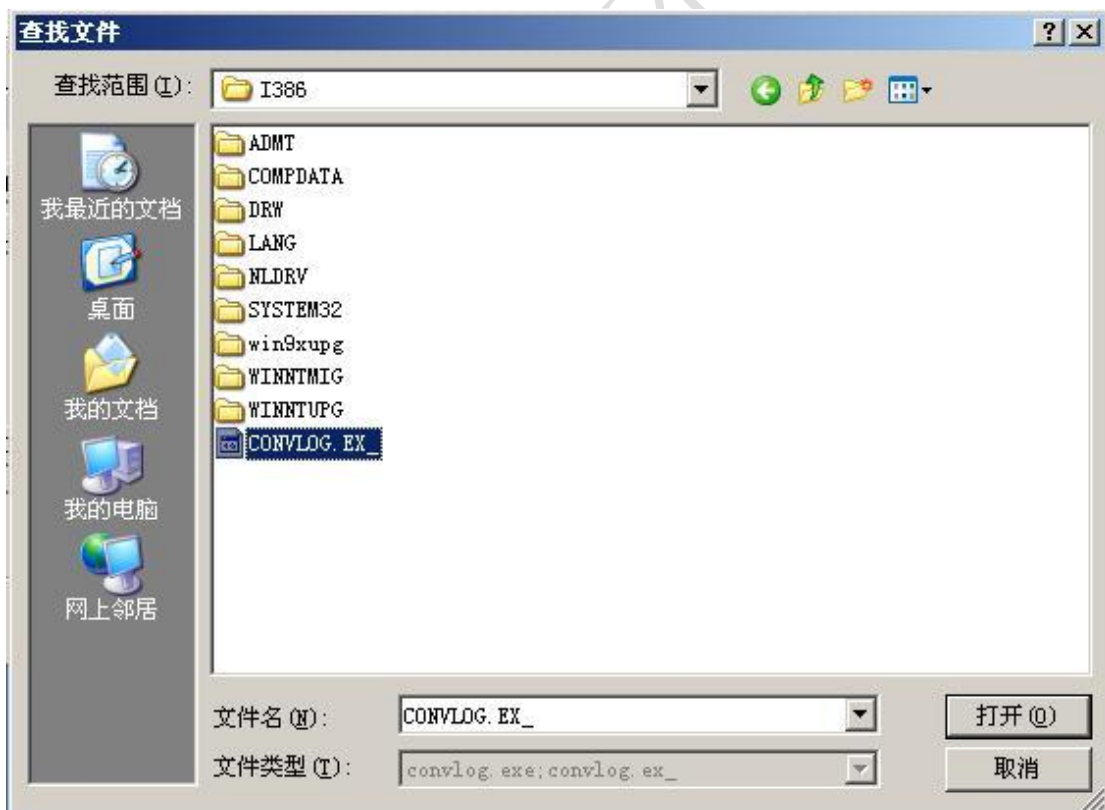 查找文件
查找范围(I):
I386
我最近的文档
桌面
我的文档
我的电脑
网上邻居
ADMT
COMPDATA
DRW
LANG
NLDRV
SYSTEM32
win9xupg
WINNTMIG
WINNTUPG
CONVLOG.EX_
文件名(N):
CONVLOG.EX_
打开(O)
文件类型(T):
convlog.exe;convlog.ex_
取消